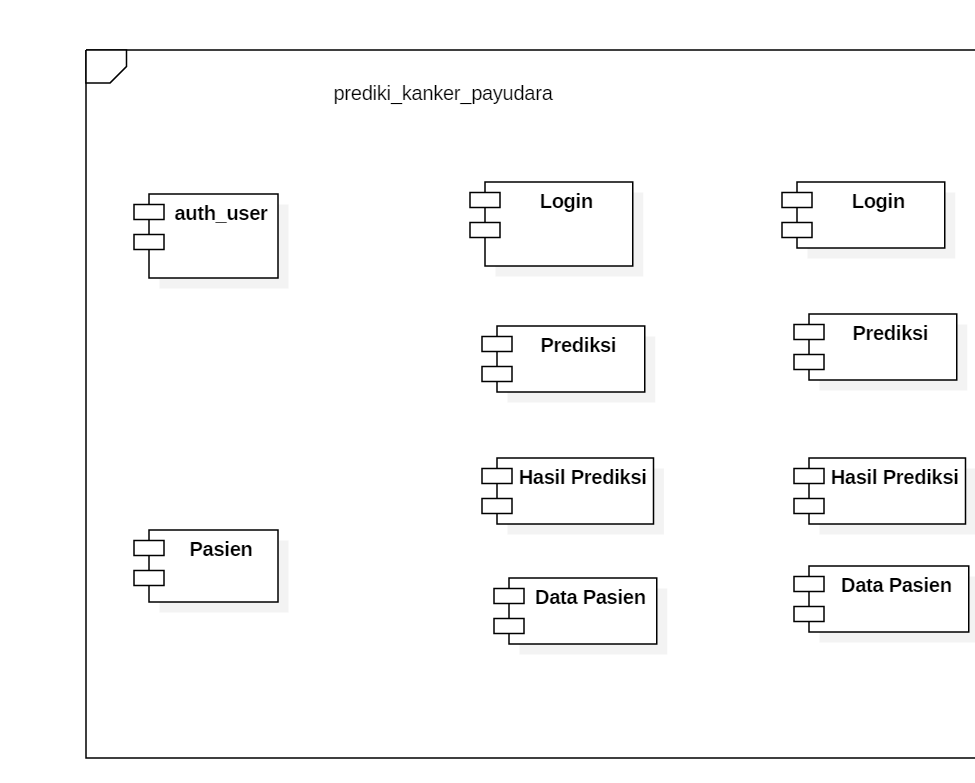 prediki_kanker_payudara
auth_user
Login
Login
Prediksi
Prediksi
Hasil Prediksi
Hasil Prediksi
Pasien
Data Pasien
Data Pasien